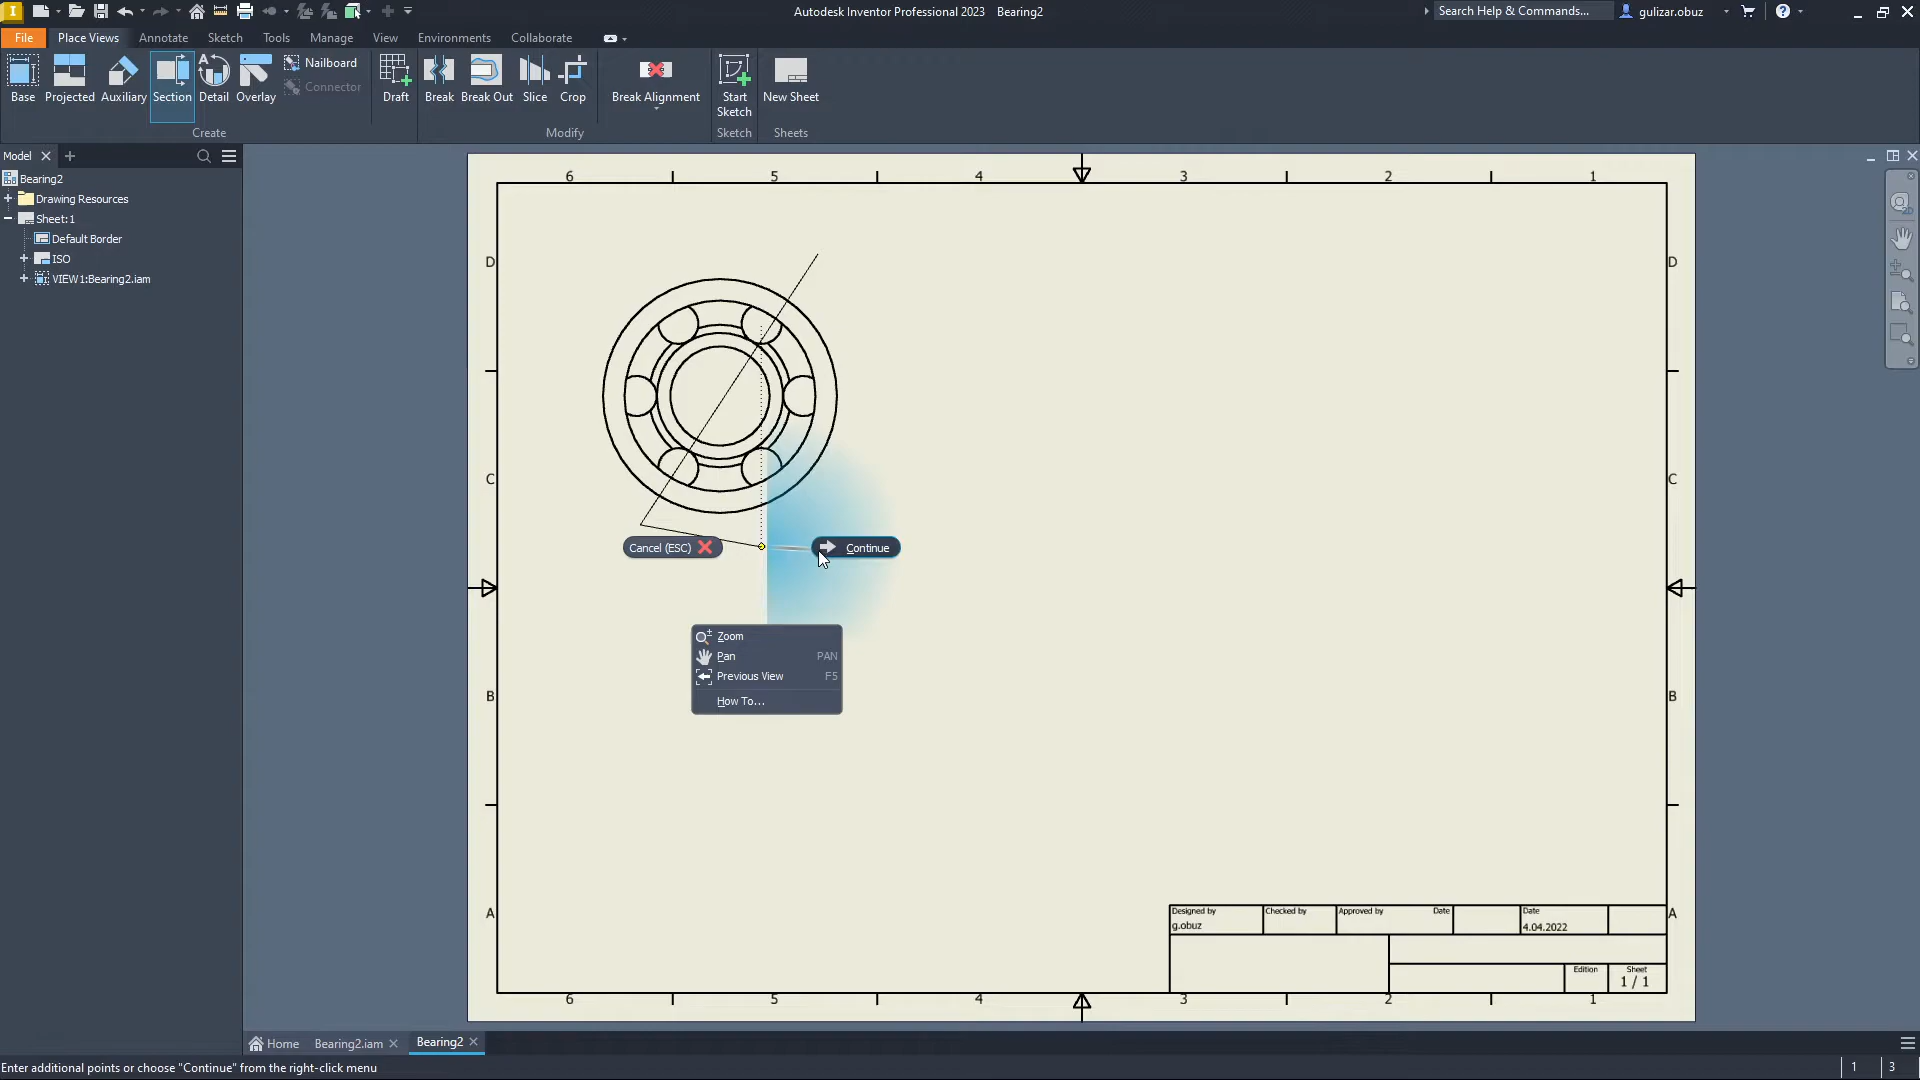 Autodesk Inventor Professional 2023 Bearing2
Search Help & Commands...
gulizar.obuz
File
Place Views
Annotate
Sketch
Tools
Manage
View
Environments
Collaborate
Base
Projected
Auxiliary
Section
Detail
Overlay
Nailboard
Connector
Draft
Break
Break Out
Slice
Crop
Break Alignment
Start
Sketch
New Sheet
Create
Modify
Sketch
Sheets
Model
Bearing2
Drawing Resources
Sheet:1
Default Border
ISO
VIEW1:Bearing2.iam
6 5 4 3 2 1
D D
C C
Cancel (ESC)
Continue
Zoom
Pan PAN
Previous View F5
How To...
B B
A A
Designed by
g.obuz
Checked by
Approved by
Date
Date
4.04.2022
Edition
Sheet
1 / 1
6 5 4 3 2 1
Home
Bearing2.iam
Bearing2
Enter additional points or choose "Continue" from the right-click menu
1 3